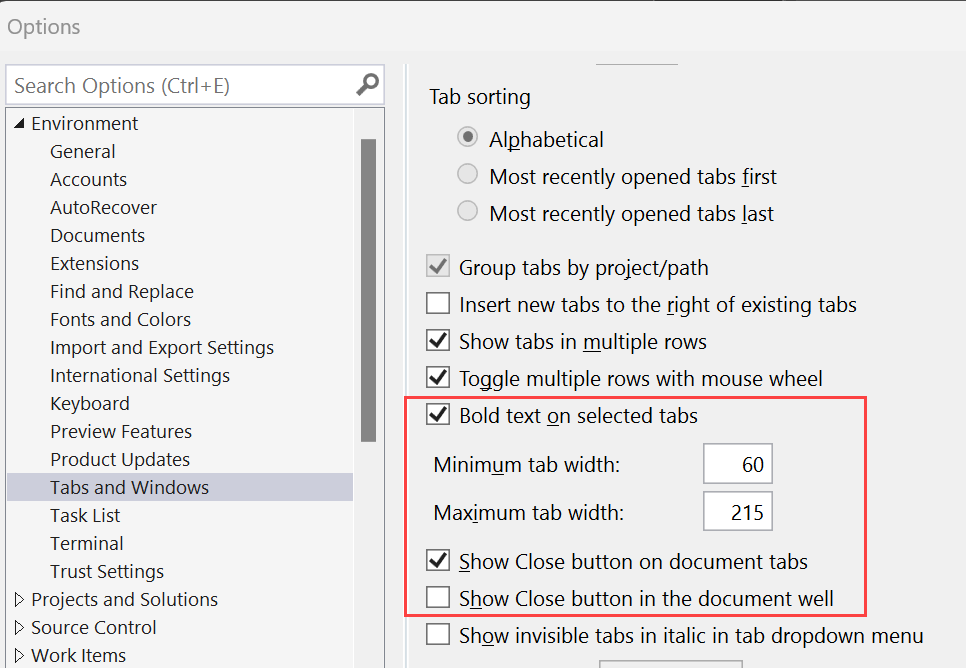 Options
Search Options (Ctrl+E)
Environment
General
Accounts
AutoRecover
Documents
Extensions
Find and Replace
Fonts and Colors
Import and Export Settings
International Settings
Keyboard
Preview Features
Product Updates
Tabs and Windows
Task List
Terminal
Trust Settings
Projects and Solutions
Source Control
Work Items
Tab sorting
Alphabetical
Most recently opened tabs first
Most recently opened tabs last
Group tabs by project/path
Insert new tabs to the right of existing tabs
Show tabs in multiple rows
Toggle multiple rows with mouse wheel
Bold text on selected tabs
Minimum tab width: 60
Maximum tab width: 215
Show Close button on document tabs
Show Close button in the document well
Show invisible tabs in italic in tab dropdown menu